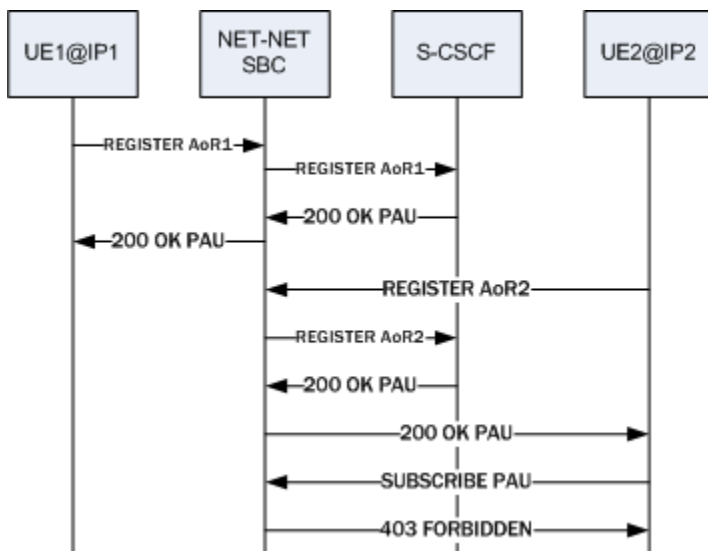 UE1@IP1
NET-NET
SBC
S-CSCF
UE2@IP2
REGISTER AoR1
REGISTER AoR1
200 OK PAU
200 OK PAU
REGISTER AoR2
REGISTER AoR2
200 OK PAU
200 OK PAU
SUBSCRIBE PAU
403 FORBIDDEN